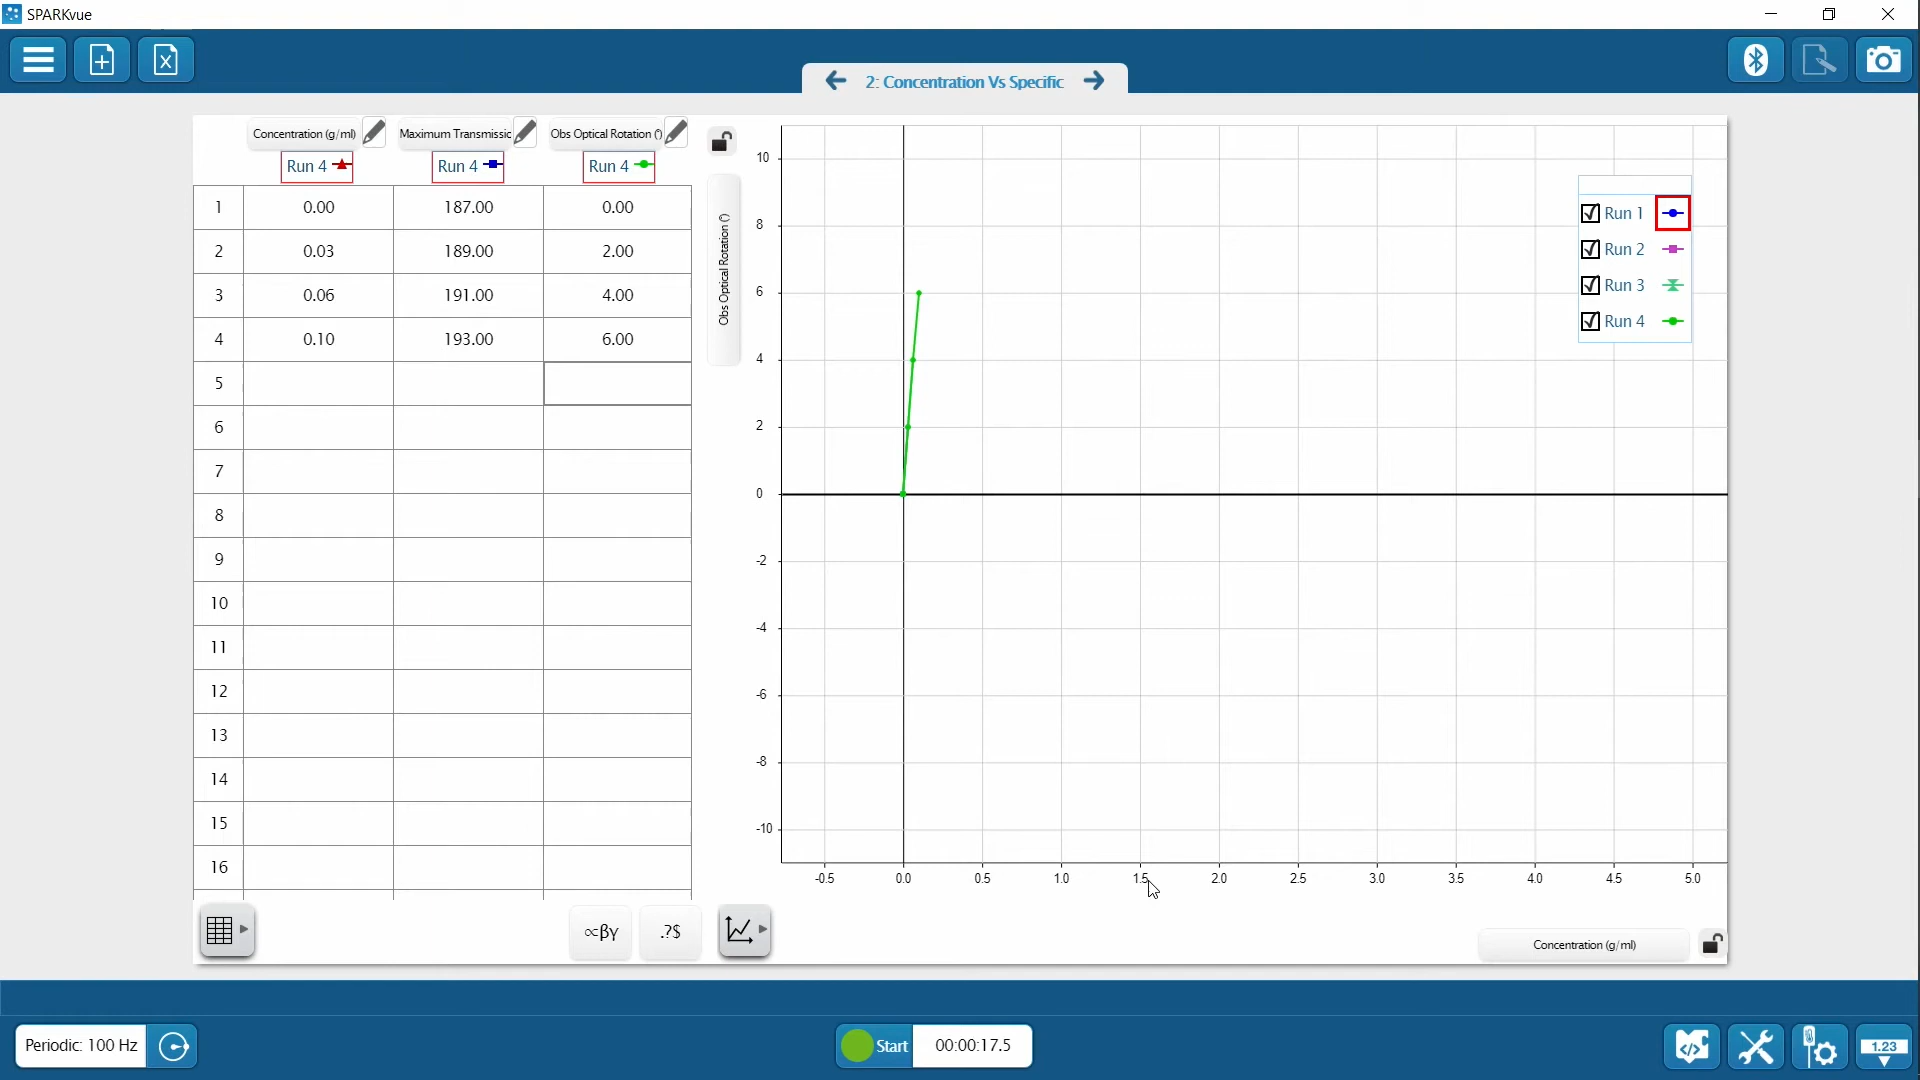 SPARKvue
2: Concentration Vs Specific
Concentration (g/ml) Maximum Transmissic Obs Optical Rotation (°)
Run 4 Run 4 Run 4
1 0.00 187.00 0.00
2 0.03 189.00 2.00
3 0.06 191.00 4.00
4 0.10 193.00 6.00
5
6
7
8
9
10
11
12
13
14
15
16
∝βγ .?$
Obs Optical Rotation (°)
10
8
6
4
2
0
-2
-4
-6
-8
-10
-0.5 0.0 0.5 1.0 1.5 2.0 2.5 3.0 3.5 4.0 4.5 5.0
Run 1
Run 2
Run 3
Run 4
Concentration (g/ml)
Periodic: 100 Hz
Start 00:00:17.5
1.23